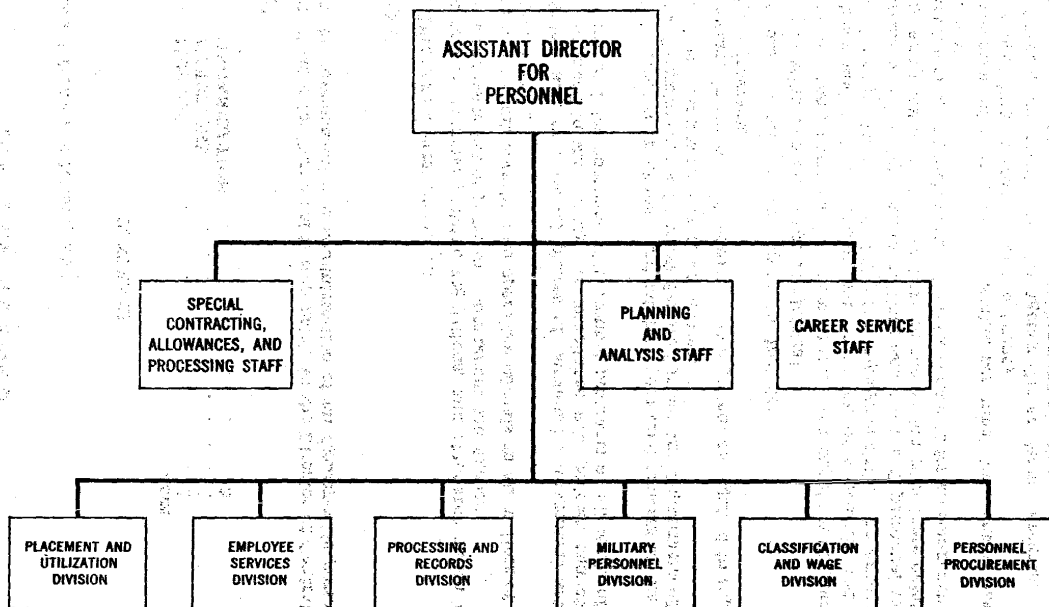 ASSISTANT DIRECTOR
FOR
PERSONNEL
SPECIAL
CONTRACTING,
ALLOWANCES, AND
PROCESSING STAFF
PLANNING
AND
ANALYSIS STAFF
CAREER SERVICE
STAFF
PLACEMENT AND
UTILIZATION
DIVISION
EMPLOYEE
SERVICES
DIVISION
PROCESSING AND
RECORDS
DIVISION
MILITARY
PERSONNEL
DIVISION
CLASSIFICATION
AND WAGE
DIVISION
PERSONNEL
PROCUREMENT
DIVISION